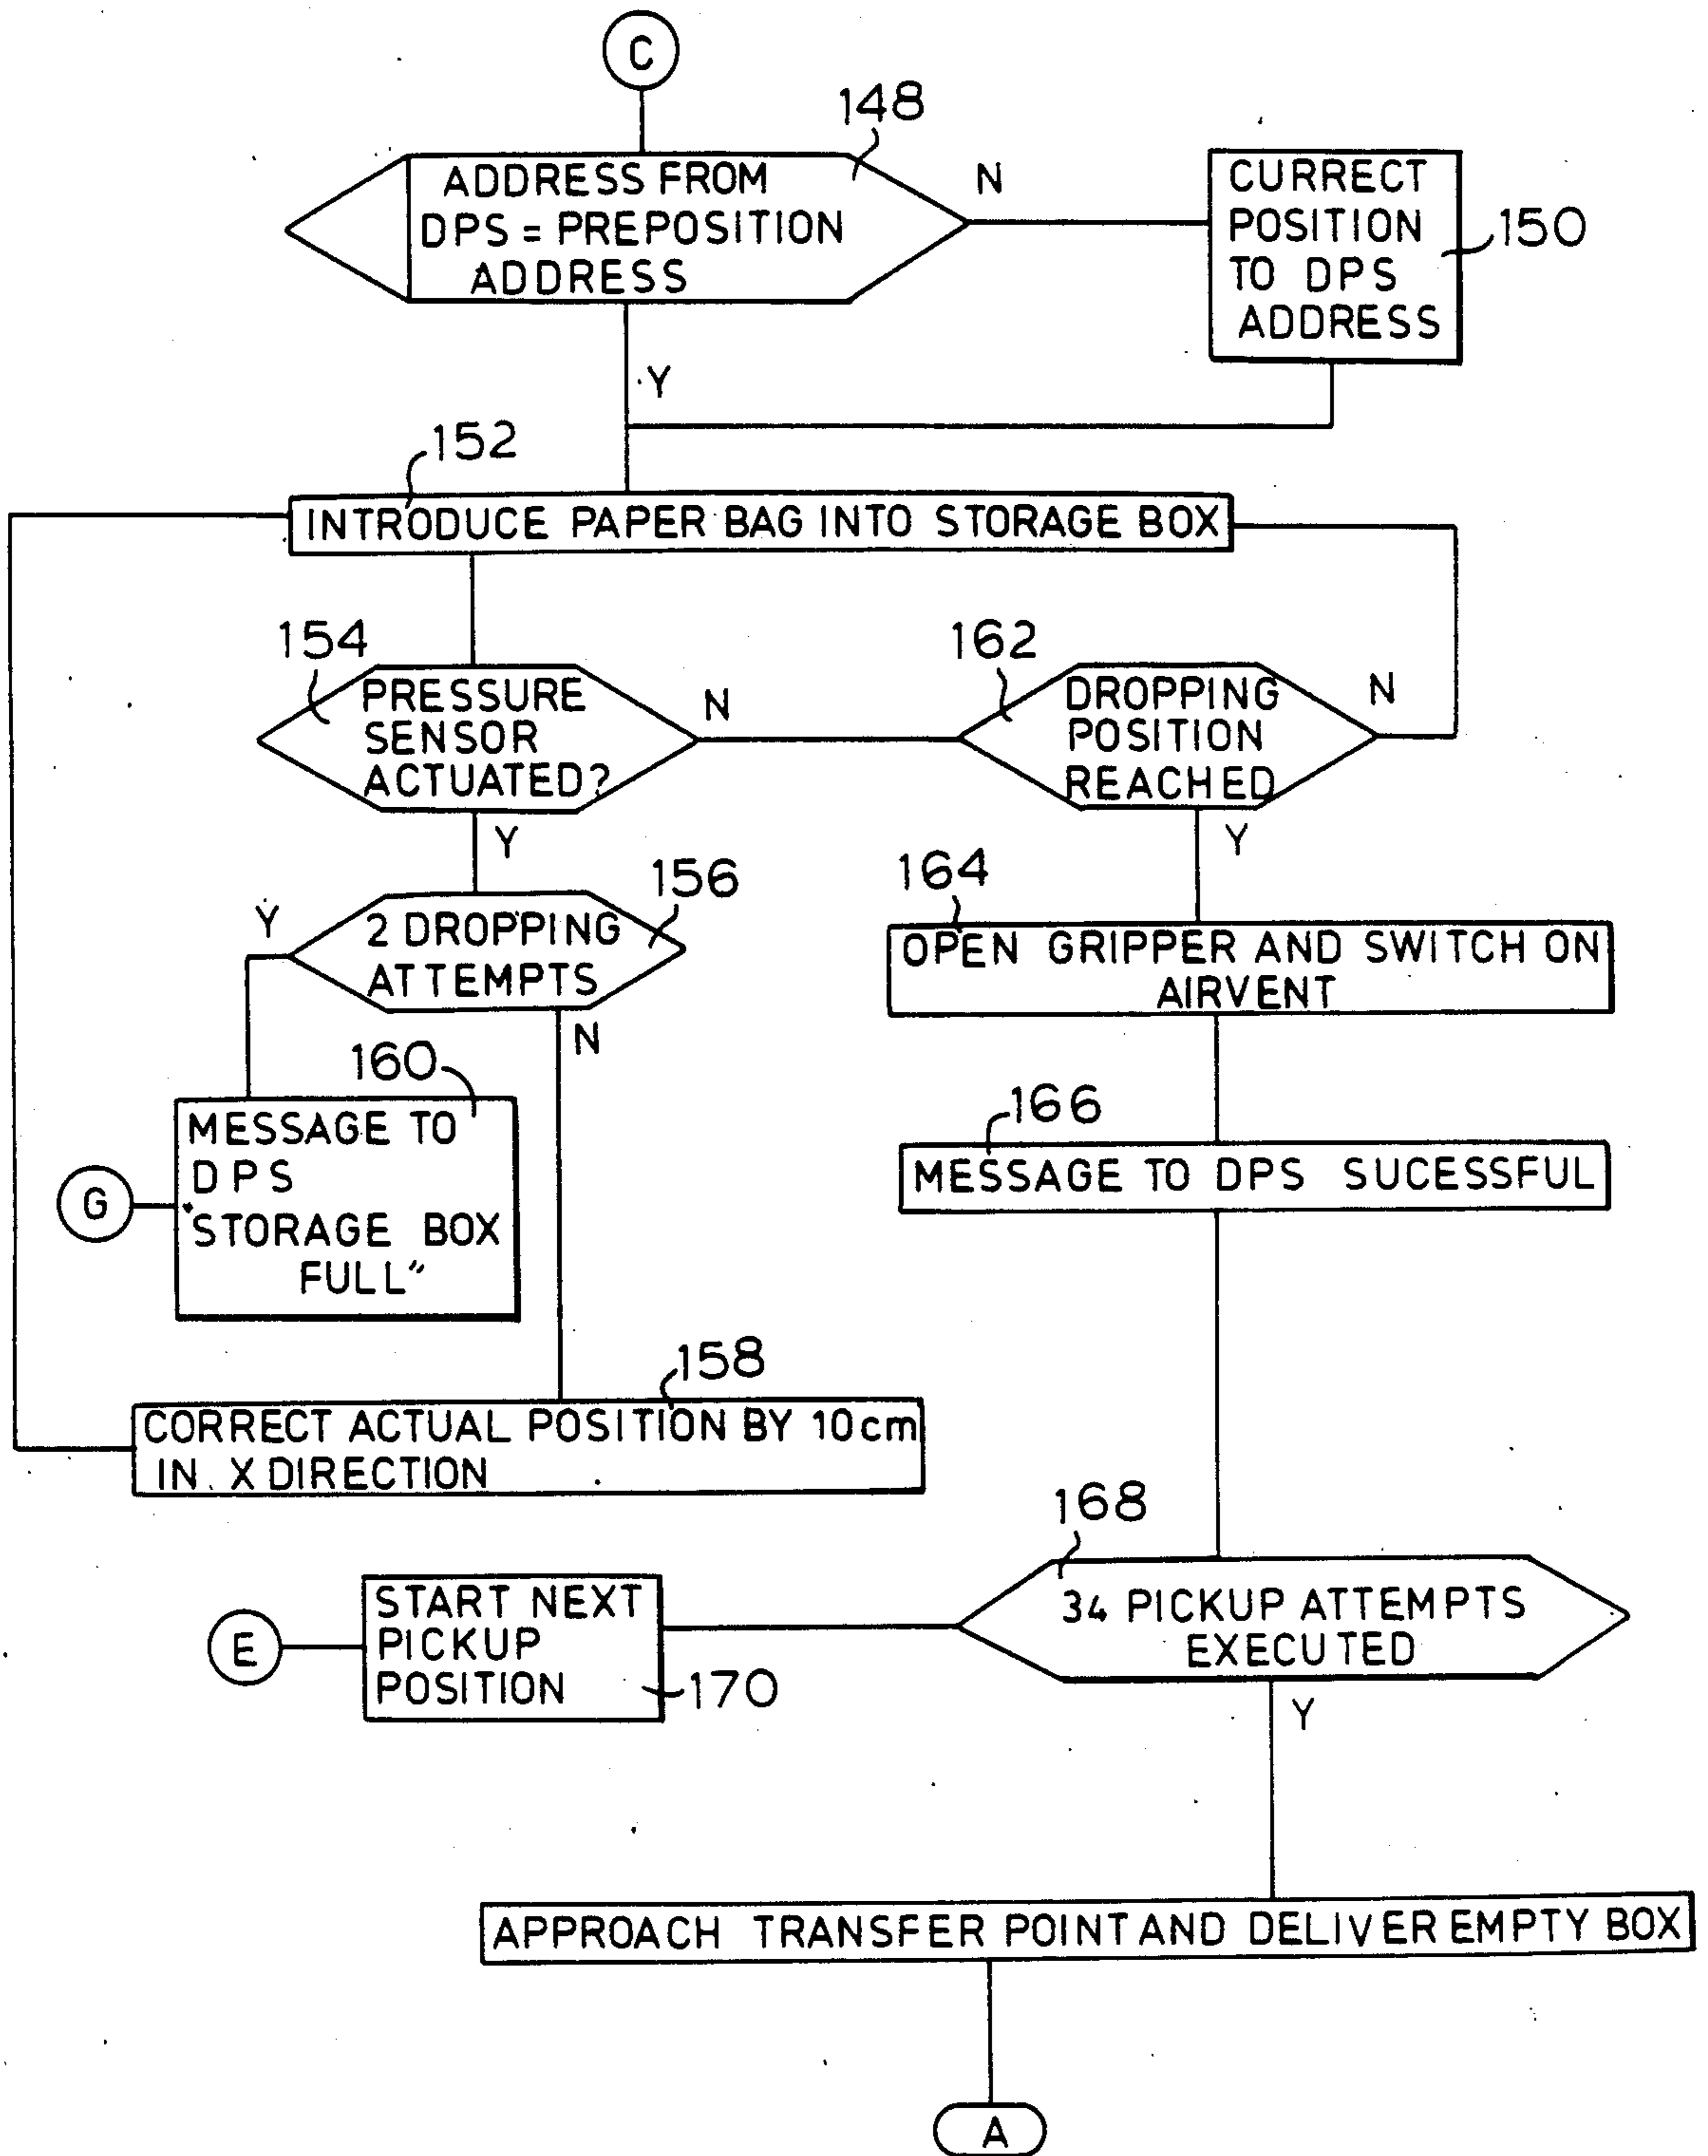 C
148
ADDRESS FROM
DPS = PREPOSITION
ADDRESS
N
CURRECT
POSITION
TO DPS
ADDRESS
150
Y
152
INTRODUCE PAPER BAG INTO STORAGE BOX
154
PRESSURE
SENSOR
ACTUATED?
N
162
DROPPING
POSITION
REACHED
N
Y
Y
156
2 DROPPING
ATTEMPTS
Y
N
164
OPEN GRIPPER AND SWITCH ON
AIRVENT
160
MESSAGE TO
DPS
"STORAGE BOX
FULL"
G
166
MESSAGE TO DPS SUCESSFUL
158
CORRECT ACTUAL POSITION BY 10cm
IN X DIRECTION
168
34 PICKUP ATTEMPTS
EXECUTED
E
START NEXT
PICKUP
POSITION
170
Y
APPROACH TRANSFER POINT AND DELIVER EMPTY BOX
A